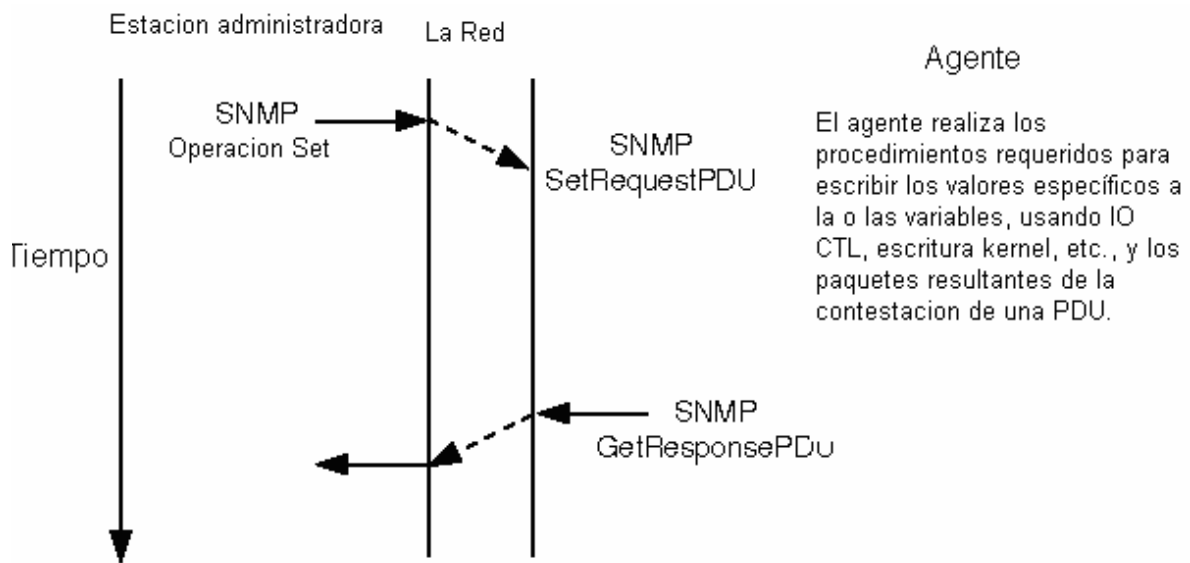 Estacion administradora
La Red
Agente
SNMP
Operacion Set
SNMP
SetRequestPDU
El agente realiza los
procedimientos requeridos para
escribir los valores específicos a
la o las variables, usando IO
CTL, escritura kernel, etc., y los
paquetes resultantes de la
contestacion de una PDU.
Tiempo
SNMP
GetResponsePDU